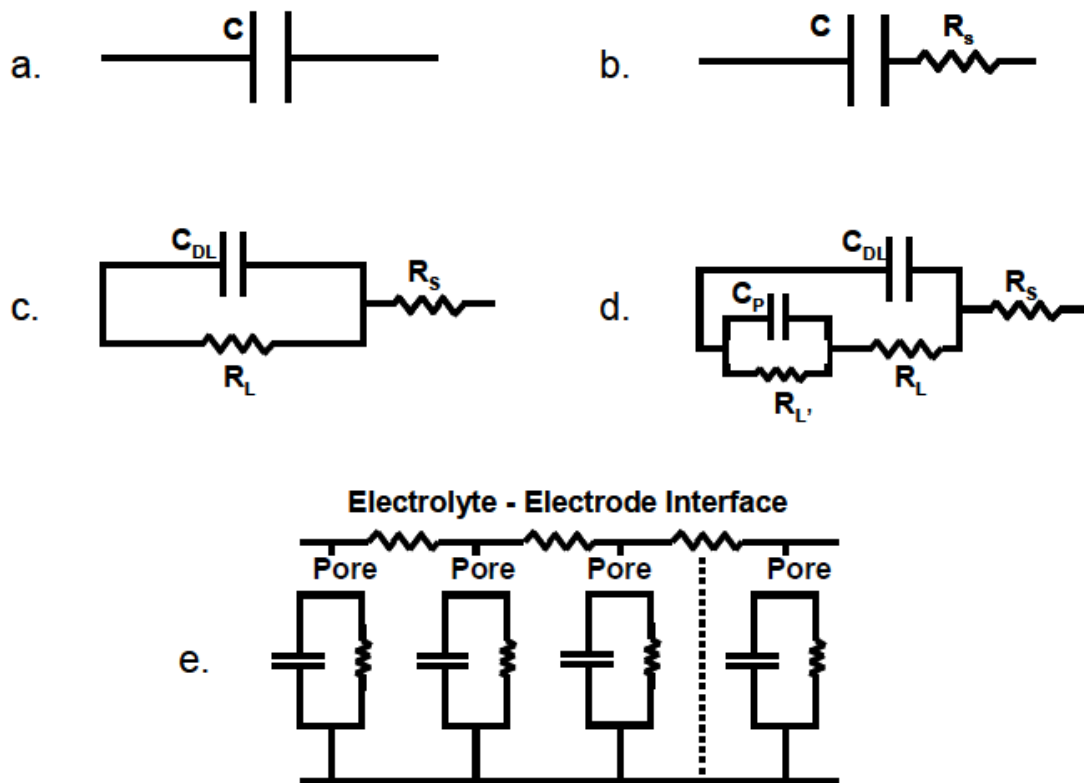 a.
C
b.
C
Rs
c.
CDL
RS
RL
d.
CDL
CP
RS
RL
RL'
Electrolyte - Electrode Interface
Pore Pore Pore Pore
e.